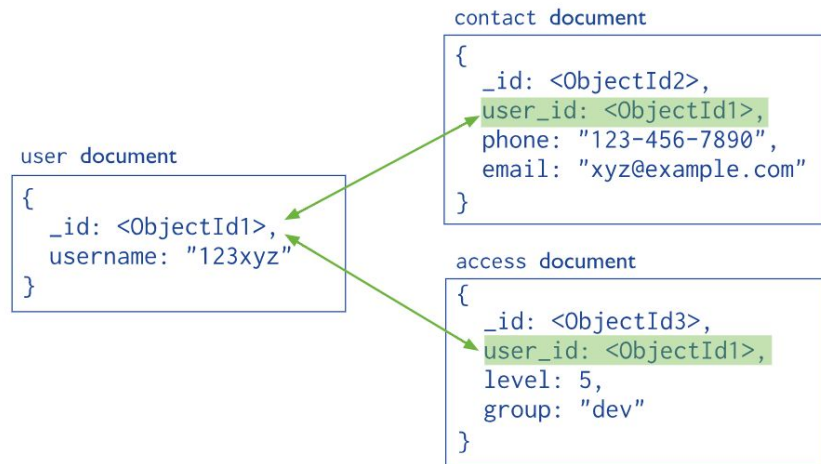 user document
{
_id: <ObjectId1>,
username: "123xyz"
}
contact document
{
_id: <ObjectId2>,
user_id: <ObjectId1>,
phone: "123-456-7890",
email: "xyz@example.com"
}
access document
{
_id: <ObjectId3>,
user_id: <ObjectId1>,
level: 5,
group: "dev"
}